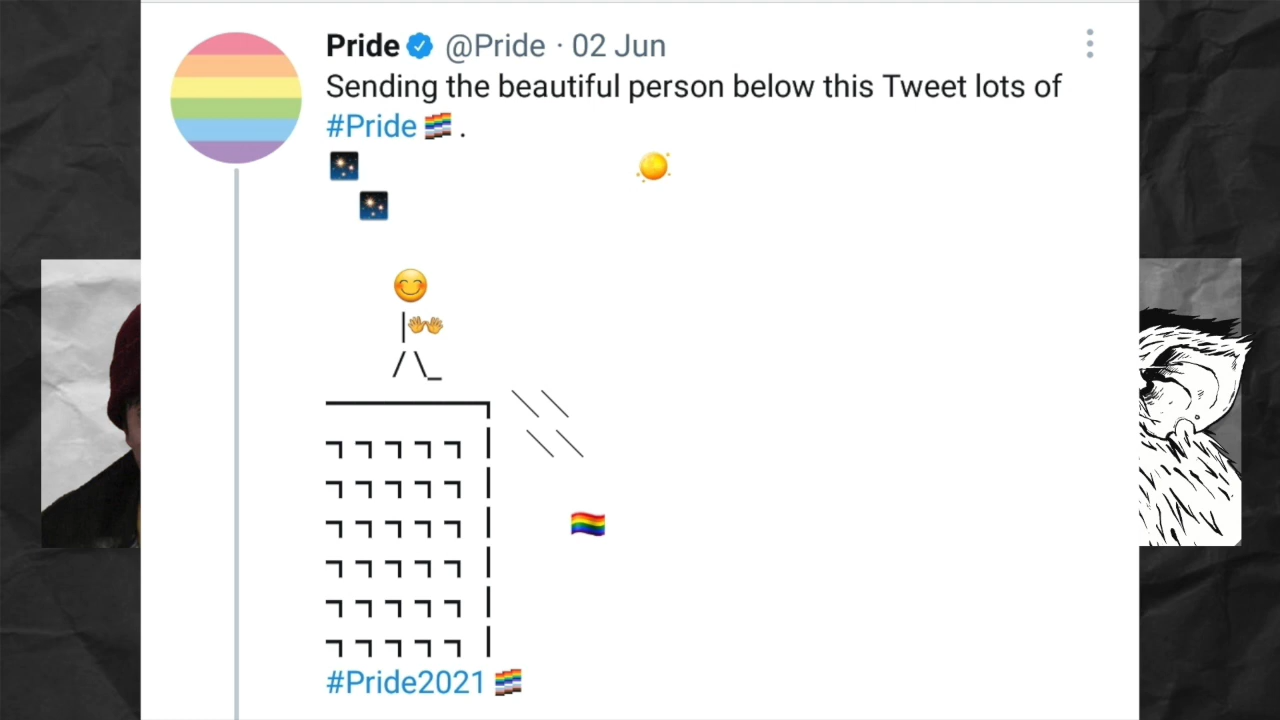 Pride @Pride · 02 Jun
Sending the beautiful person below this Tweet lots of
#Pride .
#Pride2021